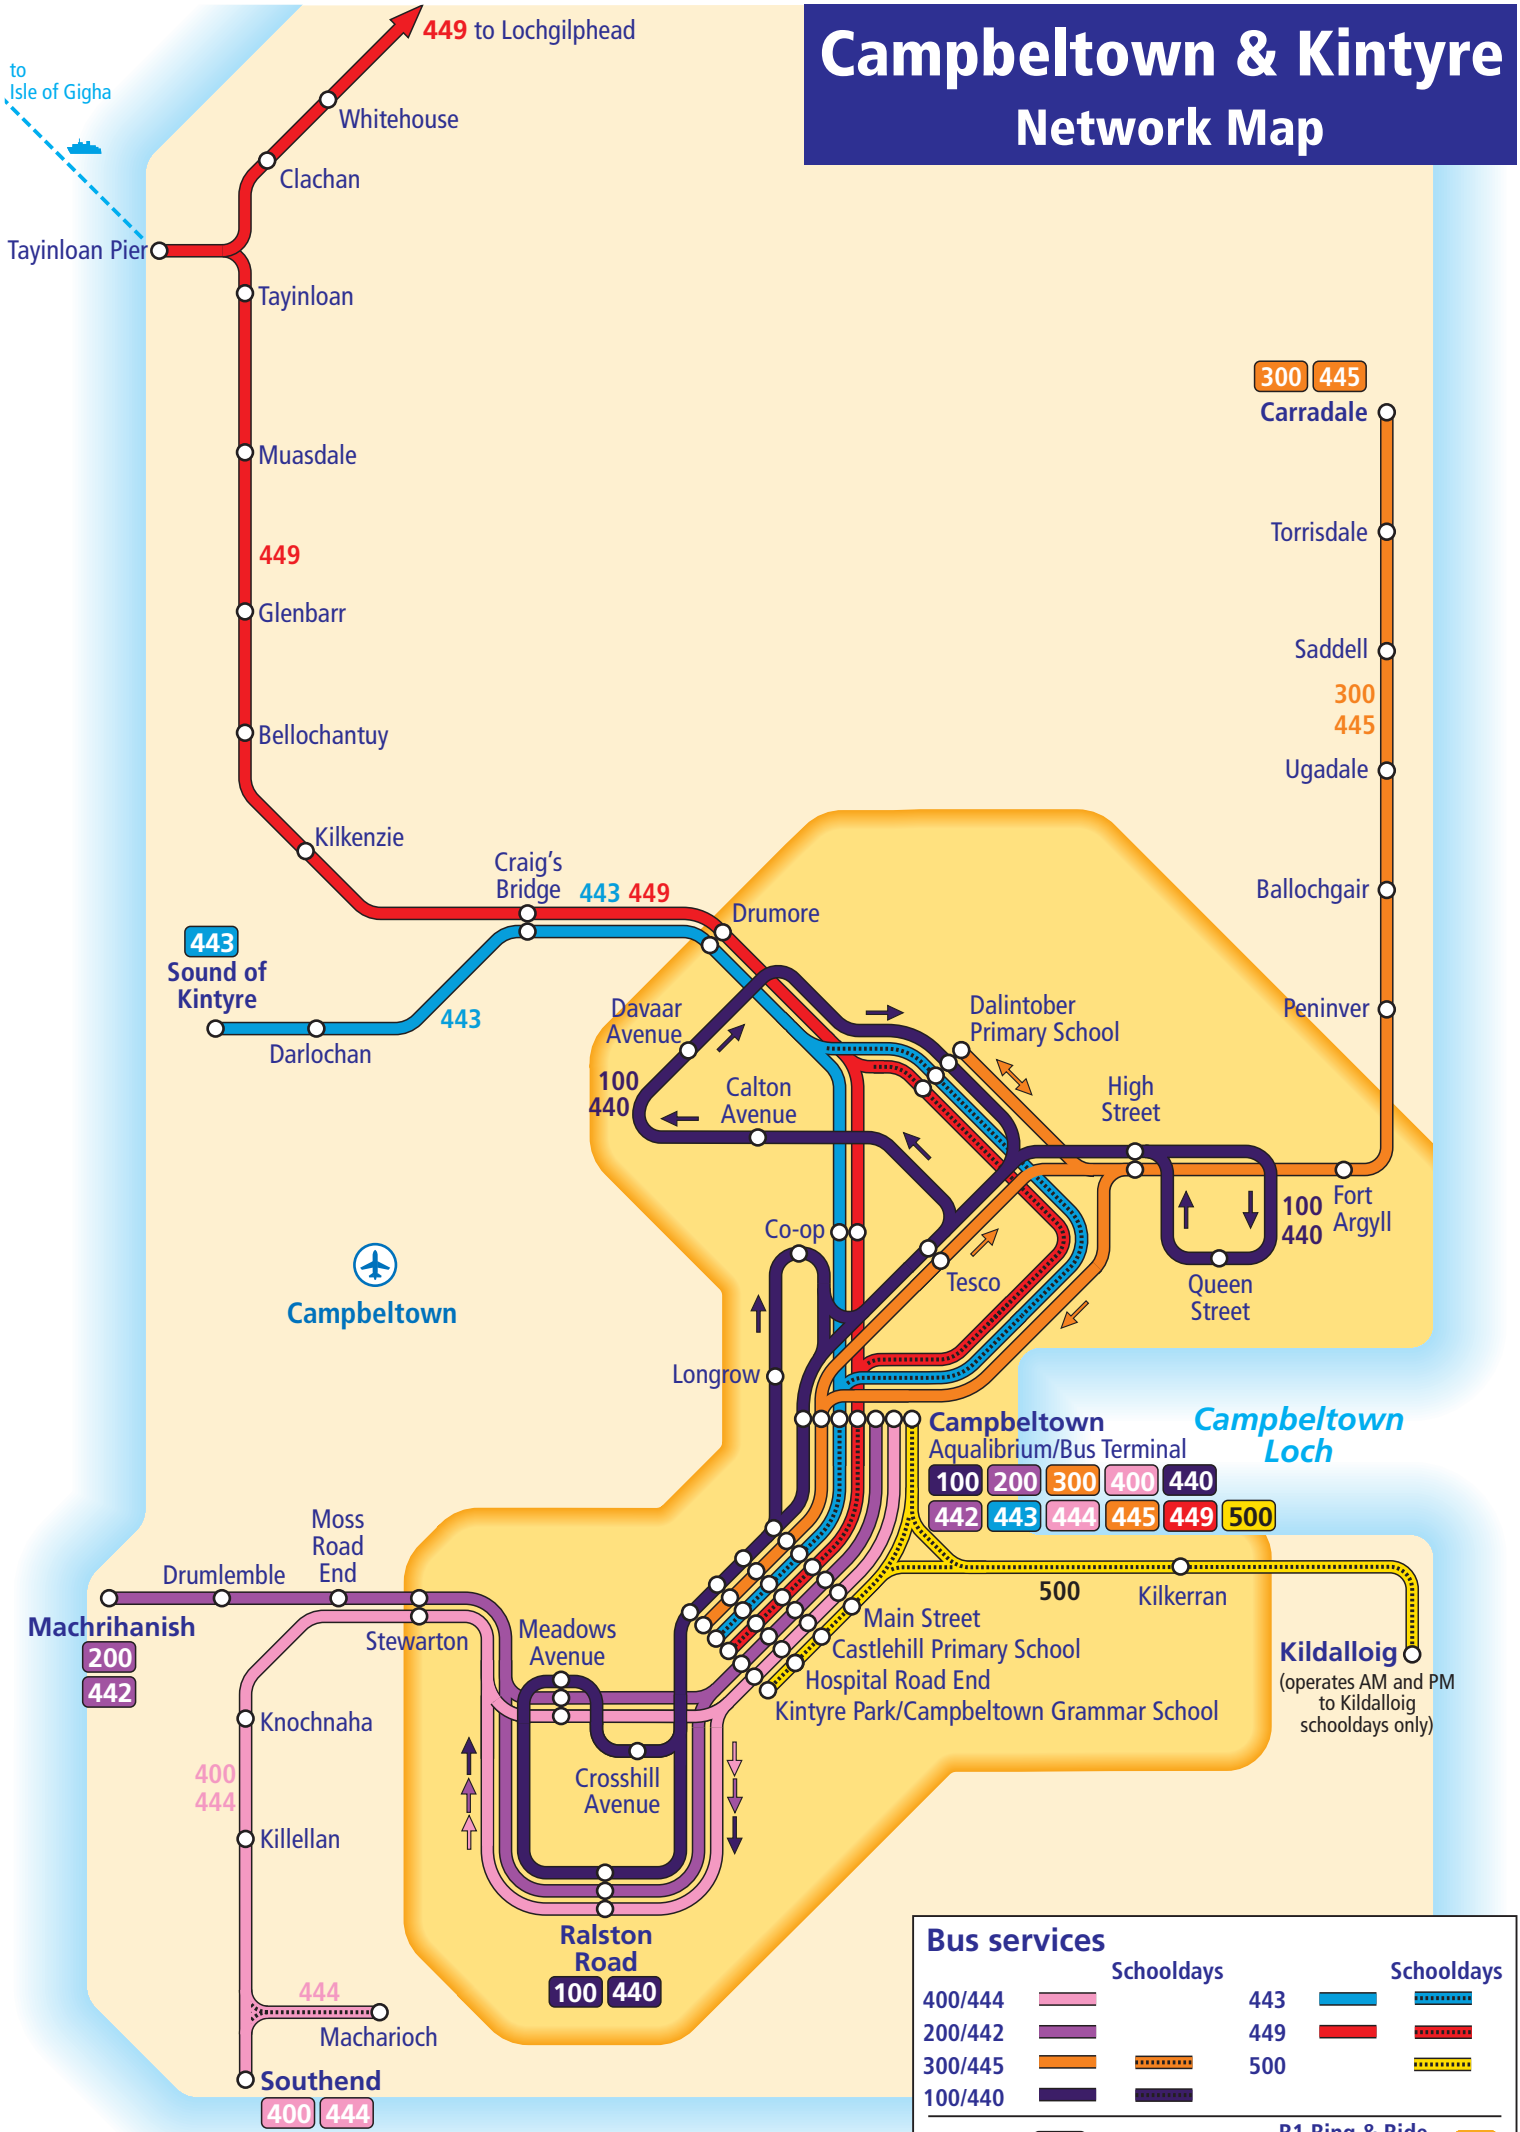 Campbeltown & Kintyre
Network Map
449 to Lochgilphead
to
Isle of Gigha
Whitehouse
Clachan
Tayinloan Pier
Tayinloan
300 445
Carradale
Muasdale
Torrisdale
449
Glenbarr
Saddell
300
445
Bellochantuy
Ugadale
Kilkenzie
Craig's
Bridge
443 449
Ballochgair
Drumore
443
Sound of
Kintyre
443
Darlochan
Davaar
Avenue
Dalintober
Primary School
Peninver
100
440
Calton
Avenue
High
Street
Fort
Argyll
100
440
Co-op
Tesco
Queen
Street
Campbeltown
Longrow
Campbeltown
Aqualibrium/Bus Terminal
100 200 300 400 440
442 443 444 445 449 500
Campbeltown
Loch
Moss
Road
End
Drumlemble
Machrihanish
200
442
Stewarton
Meadows
Avenue
500
Kilkerran
Main Street
Castlehill Primary School
Hospital Road End
Kintyre Park/Campbeltown Grammar School
Kildalloig
(operates AM and PM
to Kildalloig
schooldays only)
Knochnaha
400
444
Crosshill
Avenue
Killellan
Ralston
Road
100 440
444
Macharioch
Southend
400 444
Bus services
Schooldays
Schooldays
400/444
443
200/442
449
300/445
500
100/440